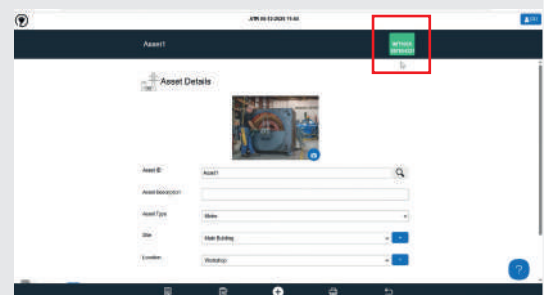 Asset1
Asset Details
Asset ID
Asset1
Asset Description
Asset Type
Motor
Site
Main Building
Location
Workshop
?